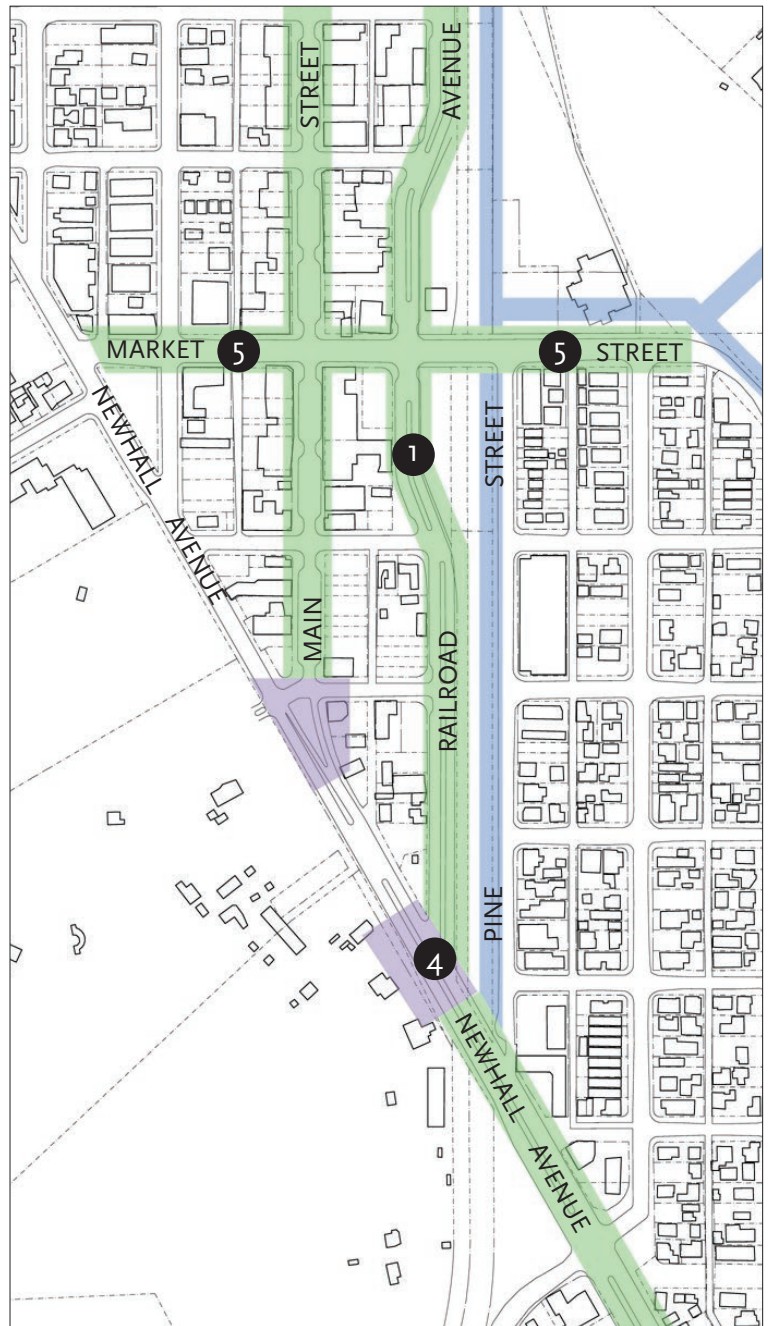 STREET
AVENUE
MARKET 5 5 STREET
NEWHALL AVENUE
1
STREET
MAIN
RAILROAD
PINE
4
NEWHALL AVENUE